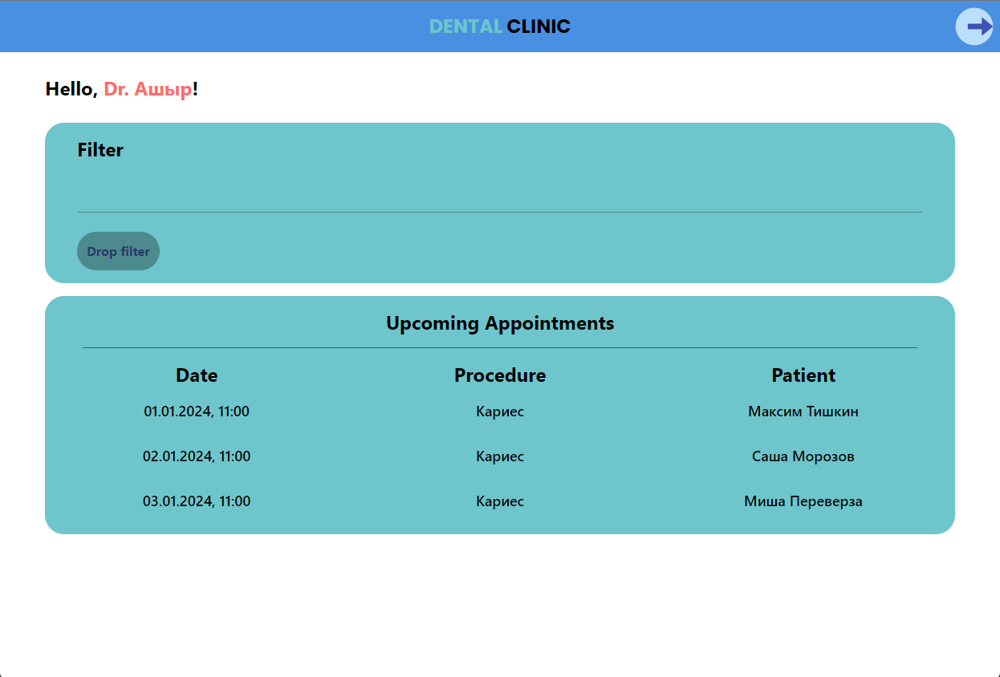 DENTAL CLINIC
Hello, Dr. Ашыр!
Filter
Drop filter
Upcoming Appointments
Date Procedure Patient
01.01.2024, 11:00 Кариес Максим Тишкин
02.01.2024, 11:00 Кариес Саша Морозов
03.01.2024, 11:00 Кариес Миша Переверза